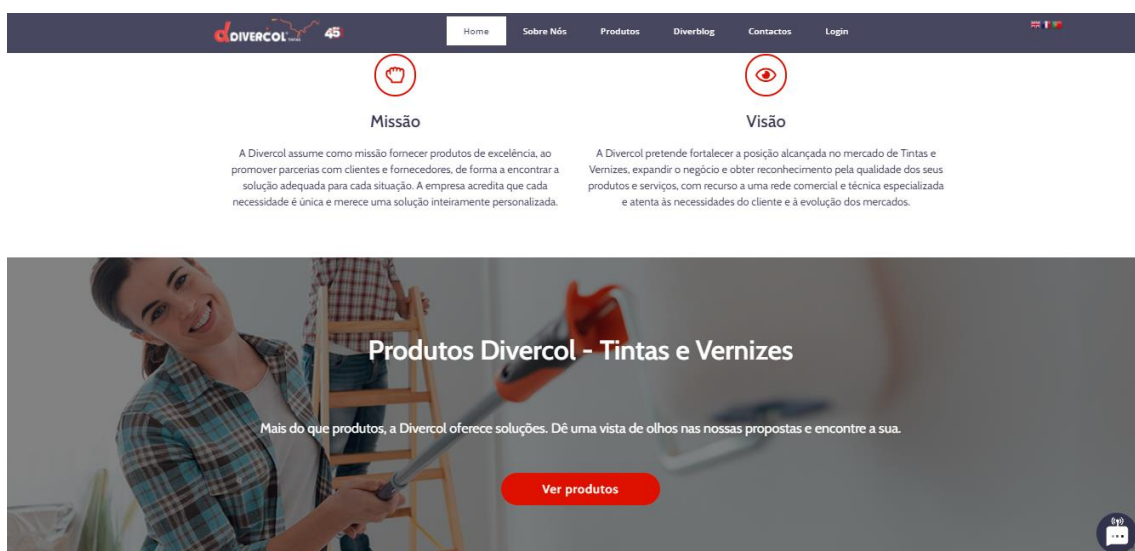 DIVERCOL
TINTAS
45
Home
Sobre Nós
Produtos
Diverblog
Contactos
Login
Missão
A Divercol assume como missão fornecer produtos de excelência, ao
promover parcerias com clientes e fornecedores, de forma a encontrar a
solução adequada para cada situação. A empresa acredita que cada
necessidade é única e merece uma solução inteiramente personalizada.
Visão
A Divercol pretende fortalecer a posição alcançada no mercado de Tintas e
Vernizes, expandir o negócio e obter reconhecimento pela qualidade dos seus
produtos e serviços, com recurso a uma rede comercial e técnica especializada
e atenta às necessidades do cliente e à evolução dos mercados.
Produtos Divercol - Tintas e Vernizes
Mais do que produtos, a Divercol oferece soluções. Dê uma vista de olhos nas nossas propostas e encontre a sua.
Ver produtos